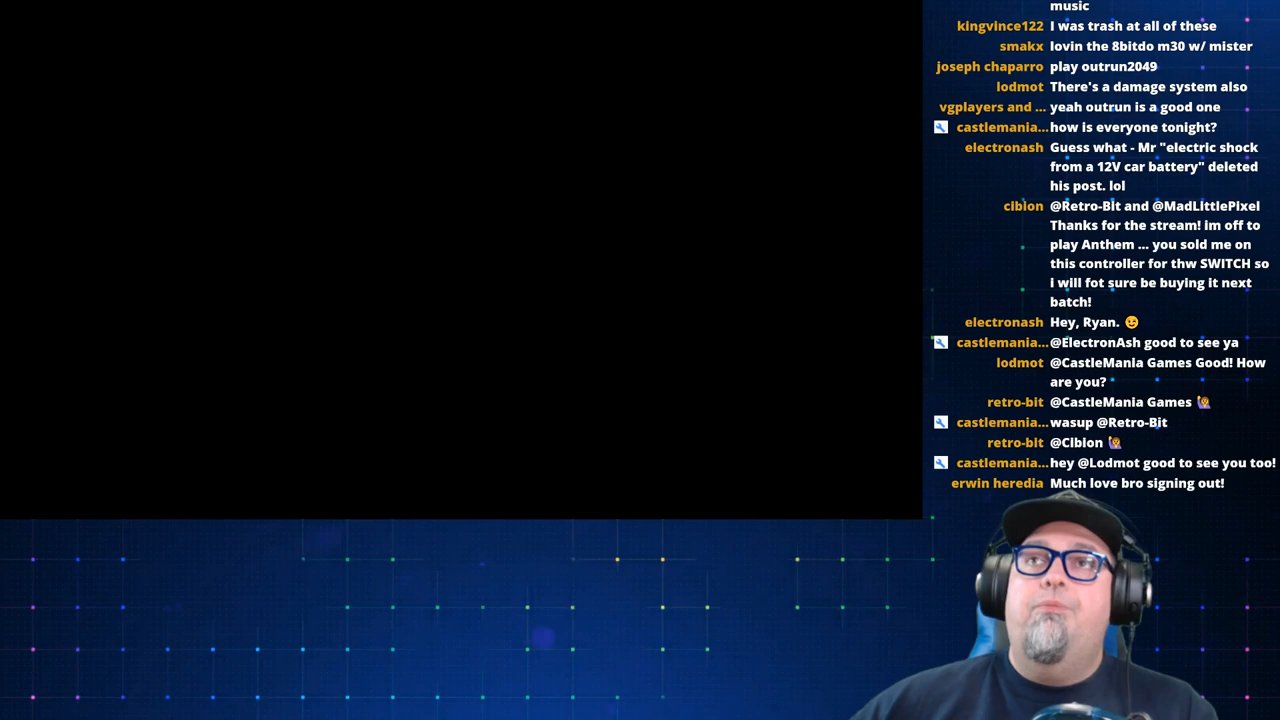 music
kingvince122 I was trash at all of these
smakx lovin the 8bitdo m30 w/ mister
joseph chaparro play outrun2049
lodmot There's a damage system also
vgplayers and ... yeah outrun is a good one
castlemania... how is everyone tonight?
electronash Guess what - Mr "electric shock
from a 12V car battery" deleted
his post. lol
ciblon @Retro-Bit and @MadLittlePixel
Thanks for the stream! im off to
play Anthem ... you sold me on
this controller for thw SWITCH so
i will fot sure be buying it next
batch!
electronash Hey, Ryan. 😉
castlemania... @ElectronAsh good to see ya
lodmot @CastleMania Games Good! How
are you?
retro-bit @CastleMania Games 🙋
castlemania... wasup @Retro-Bit
retro-bit @Ciblon 🙋
castlemania... hey @Lodmot good to see you too!
erwin heredia Much love bro signing out!